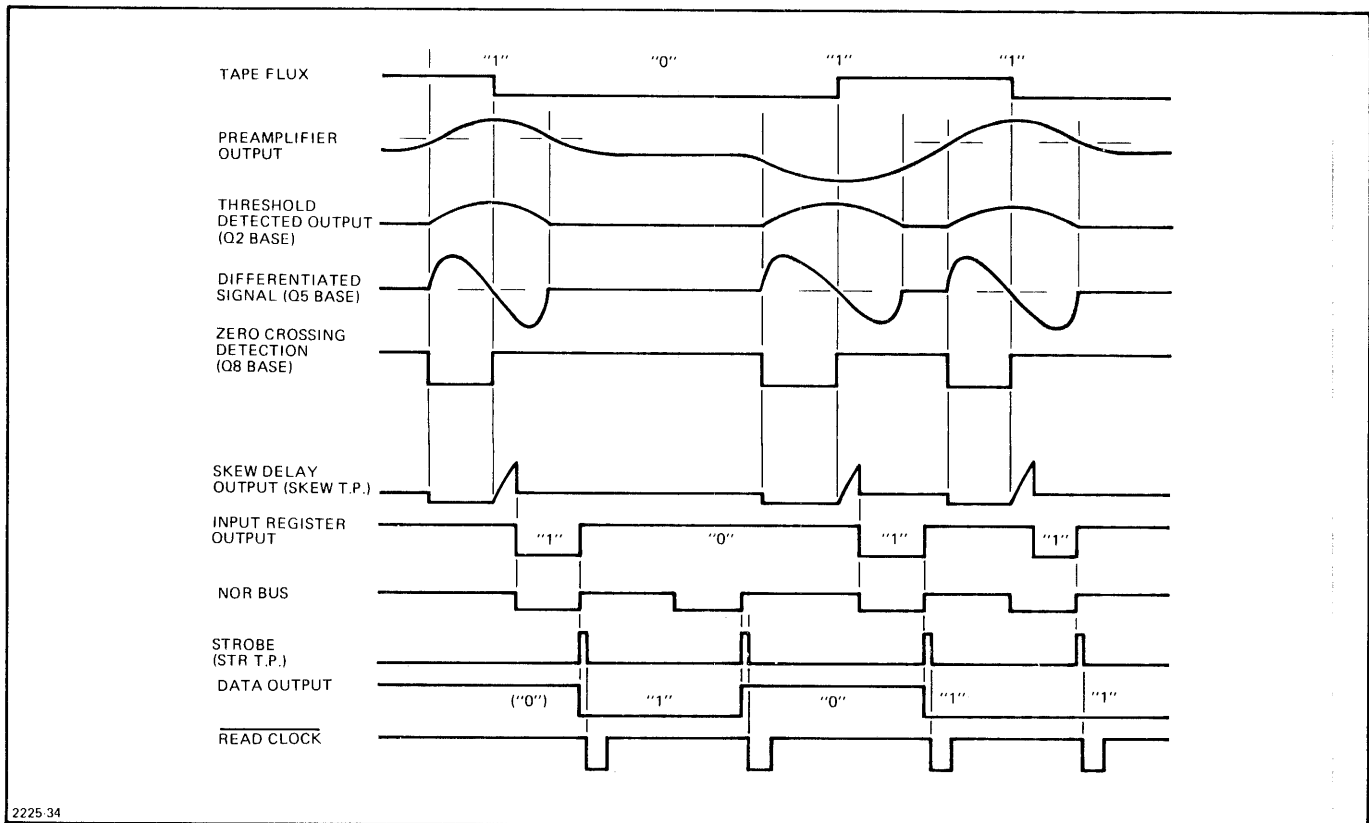 "1" "0" "1" "1"
TAPE FLUX
PREAMPLIFIER
OUTPUT
THRESHOLD
DETECTED OUTPUT
(Q2 BASE)
DIFFERENTIATED
SIGNAL (Q5 BASE)
ZERO CROSSING
DETECTION
(Q8 BASE)
SKEW DELAY
OUTPUT (SKEW T.P.)
INPUT REGISTER
OUTPUT
"1" "0" "1" "1"
NOR BUS
STROBE
(STR T.P.)
DATA OUTPUT
("0") "1" "0" "1" "1"
READ CLOCK
2225-34